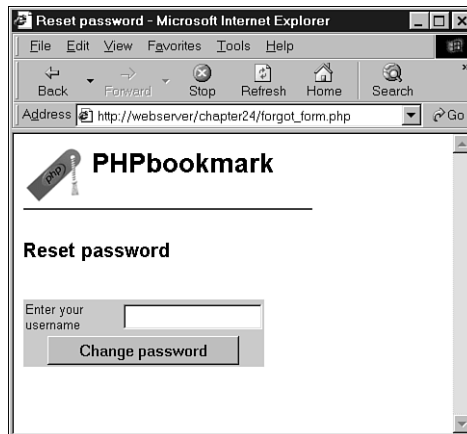 Reset password - Microsoft Internet Explorer
File Edit View Favorites Tools Help
Back Forward Stop Refresh Home Search »
Address http://webserver/chapter24/forgot_form.php Go
php PHPbookmark
Reset password
Enter your
username
Change password